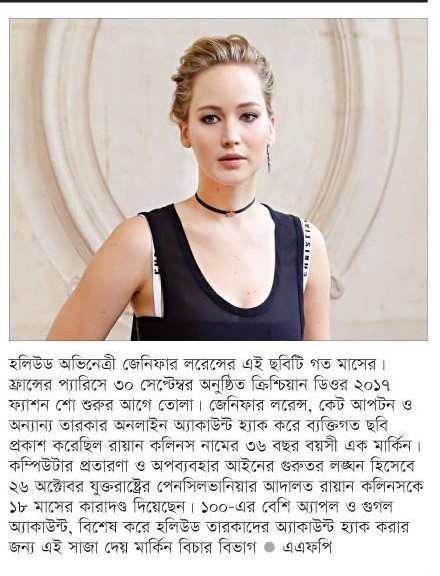 CHRISTIAN
হলিউড অভিনেত্রী জেনিফার লরেন্সের এই ছবিটি গত মাসের।
ফ্রান্সের প্যারিসে ৩০ সেপ্টেম্বর অনুষ্ঠিত ক্রিশ্চিয়ান ডিওর ২০১৭
ফ্যাশন শো শুরুর আগে তোলা। জেনিফার লরেন্স, কেট আপটন ও
অন্যান্য তারকার অনলাইন অ্যাকাউন্ট হ্যাক করে ব্যক্তিগত ছবি
প্রকাশ করেছিল রায়ান কলিনস নামের ৩৬ বছর বয়সী এক মার্কিন।
কম্পিউটার প্রতারণা ও অপব্যবহার আইনের গুরুতর লঙ্ঘন হিসেবে
২৬ অক্টোবর যুক্তরাষ্ট্রের পেনসিলভানিয়ার আদালত রায়ান কলিনসকে
১৮ মাসের কারাদণ্ড দিয়েছেন। ১০০-এর বেশি অ্যাপল ও গুগল
অ্যাকাউন্ট, বিশেষ করে হলিউড তারকাদের অ্যাকাউন্ট হ্যাক করার
জন্য এই সাজা দেয় মার্কিন বিচার বিভাগ ● এএফপি